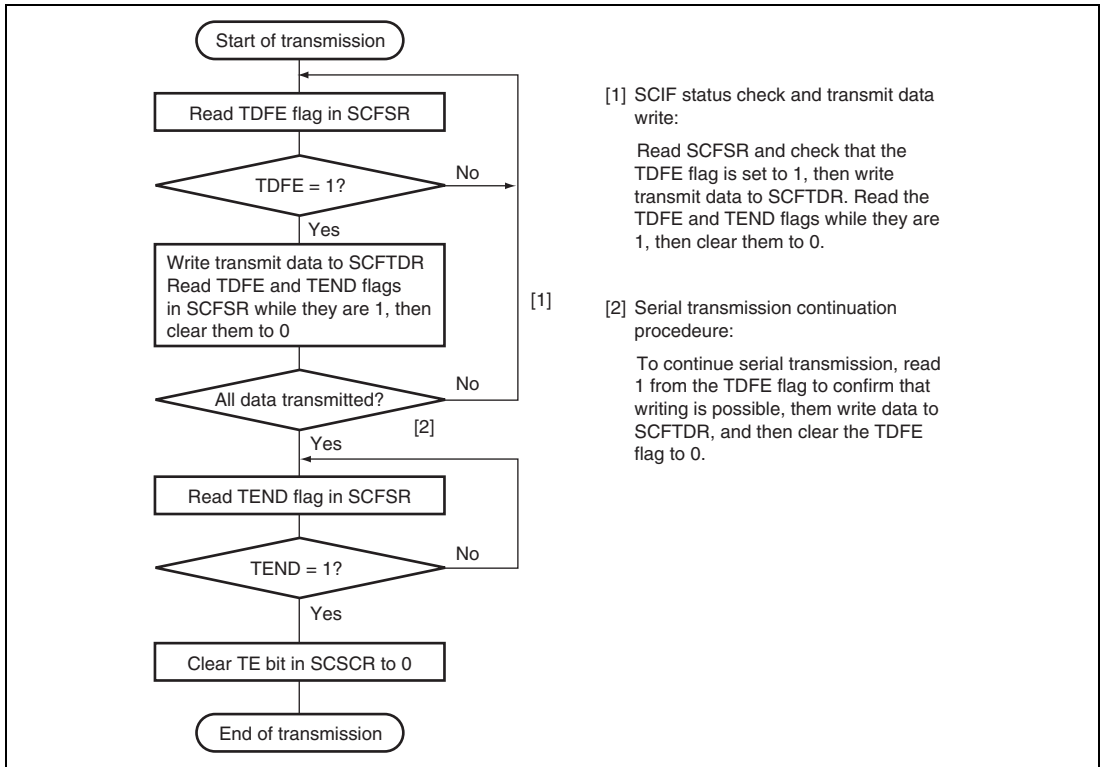 Start of transmission
Read TDFE flag in SCFSR
TDFE = 1?
No
Yes
Write transmit data to SCFTDR
Read TDFE and TEND flags
in SCFSR while they are 1, then
clear them to 0
[1]
All data transmitted?
No
[2]
Yes
Read TEND flag in SCFSR
TEND = 1?
No
Yes
Clear TE bit in SCSCR to 0
End of transmission
[1] SCIF status check and transmit data
write:
Read SCFSR and check that the
TDFE flag is set to 1, then write
transmit data to SCFTDR. Read the
TDFE and TEND flags while they are
1, then clear them to 0.
[2] Serial transmission continuation
procedeure:
To continue serial transmission, read
1 from the TDFE flag to confirm that
writing is possible, them write data to
SCFTDR, and then clear the TDFE
flag to 0.